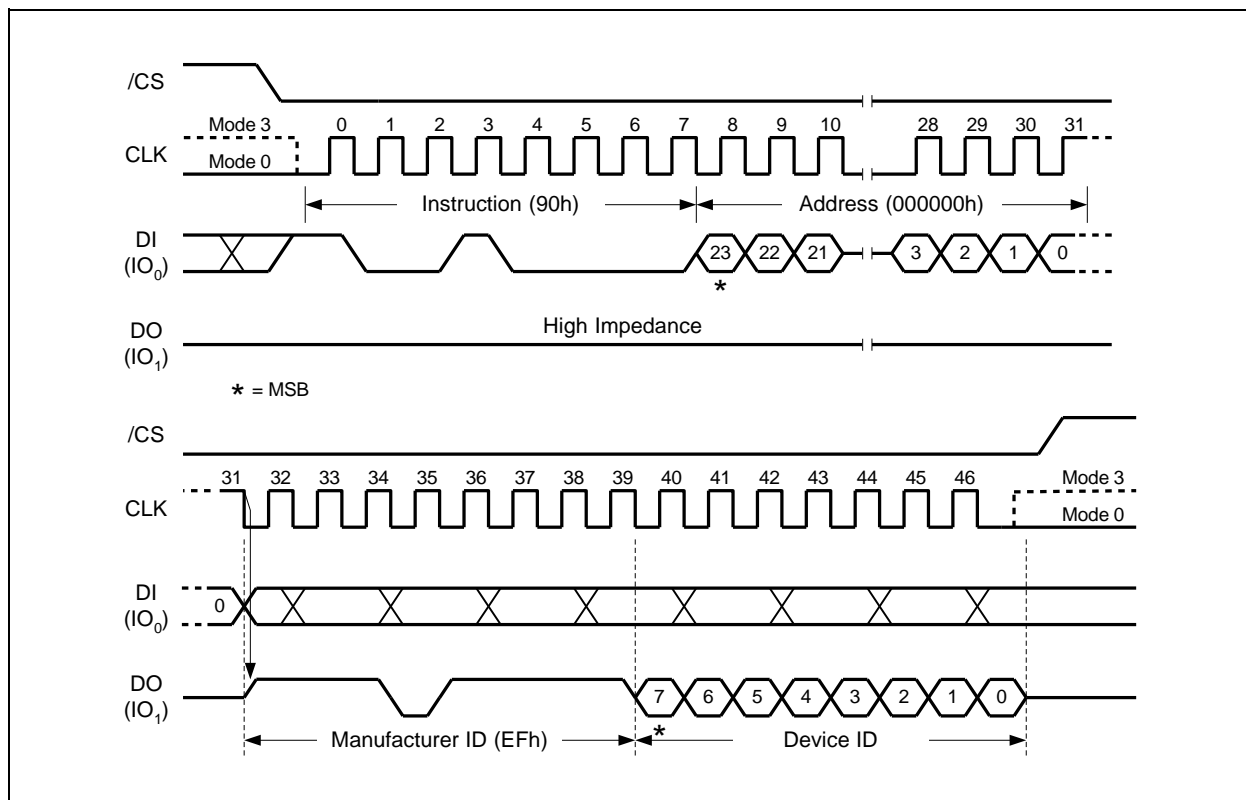 /CS
Mode 3 0 1 2 3 4 5 6 7 8 9 10 28 29 30 31
CLK
Mode 0
Instruction (90h) Address (000000h)
DI
(IO0) 23 22 21 3 2 1 0
*
DO
(IO1) High Impedance
* = MSB
/CS
31 32 33 34 35 36 37 38 39 40 41 42 43 44 45 46 Mode 3
CLK
Mode 0
DI
(IO0) 0
DO
(IO1) 7 6 5 4 3 2 1 0
*
Manufacturer ID (EFh) Device ID